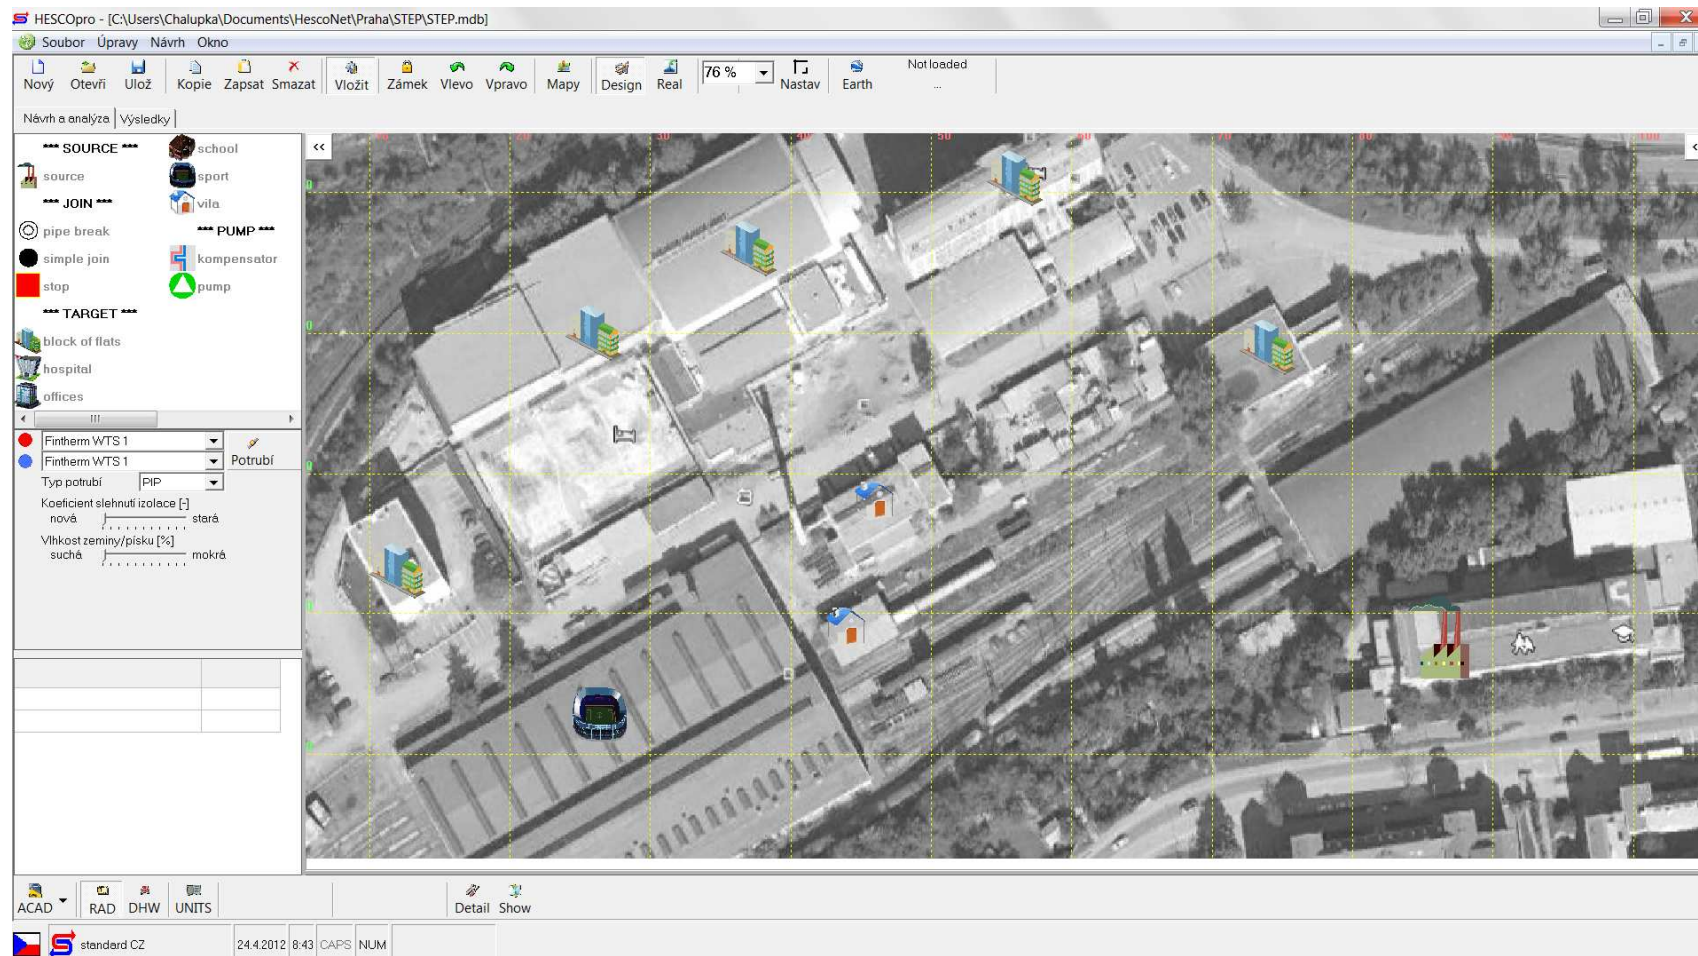 HESCOpro - [C:\Users\Chalupka\Documents\HescoNet\Praha\STEP\STEP.mdb]
Soubor Úpravy Návrh Okno
Nový Otevři Ulož Kopie Zapsat Smazat Vložit Zámek Vlevo Vpravo Mapy Design Real 76 % Nastav Earth Not loaded ...
Návrh a analýza Výsledky
*** SOURCE ***
source
*** JOIN ***
pipe break
simple join
stop
*** TARGET ***
block of flats
hospital
offices
school
sport
vila
*** PUMP ***
kompensator
pump
<<
Fintherm WTS 1
Fintherm WTS 1
Potrubí
Typ potrubí PIP
Koeficient slehnutí izolace [-]
nová stará
Vlhkost zeminy/písku [%]
suchá mokrá
ACAD RAD DHW UNITS Detail Show
standard CZ 24.4.2012 8:43 CAPS NUM